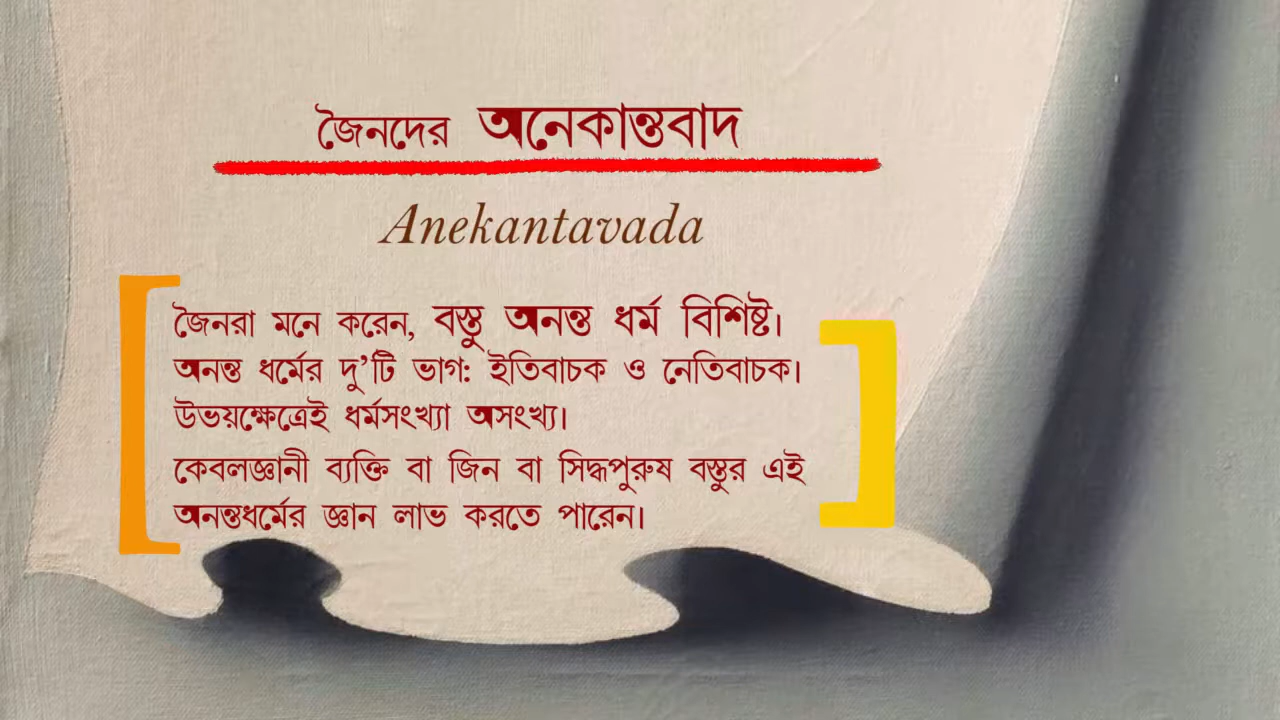 জৈনদের অনেকান্তবাদ
Anekantavada
জৈনরা মনে করেন, বস্তু অনন্ত ধর্ম বিশিষ্ট।
অনন্ত ধর্মের দু’টি ভাগ: ইতিবাচক ও নেতিবাচক।
উভয়ক্ষেত্রেই ধর্মসংখ্যা অসংখ্য।
কেবলজ্ঞানী ব্যক্তি বা জিন বা সিদ্ধপুরুষ বস্তুর এই
অনন্তধর্মের জ্ঞান লাভ করতে পারেন।